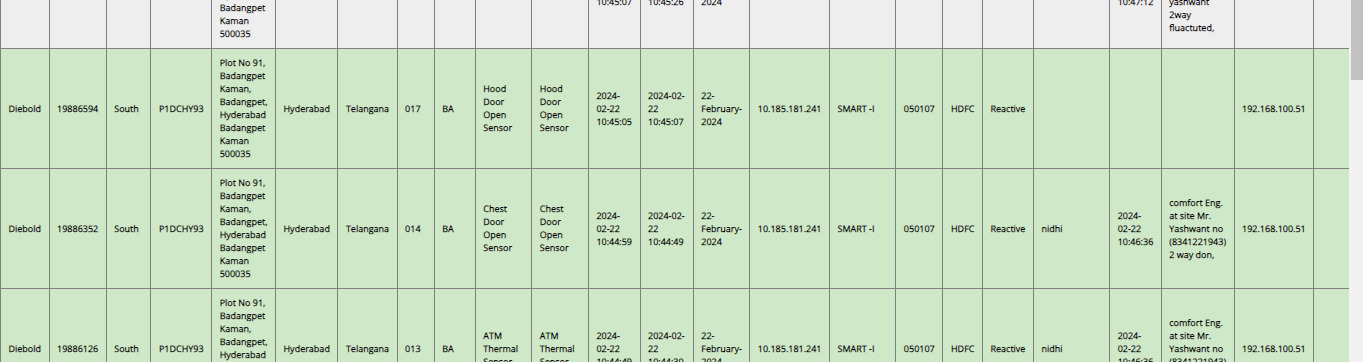 Badangpet
Kaman
500035
10:45:07
10:45:26
2024
10:47:12
yashwant
2way
fluactuted,
Diebold
19886594
South
P1DCHY93
Plot No 91,
Badangpet
Kaman,
Badangpet,
Hyderabad
Badangpet
Kaman
500035
Hyderabad
Telangana
017
BA
Hood
Door
Open
Sensor
Hood
Door
Open
Sensor
2024-
02-22
10:45:05
2024-02-
22
10:45:07
22-
February-
2024
10.185.181.241
SMART -I
050107
HDFC
Reactive
192.168.100.51
Diebold
19886352
South
P1DCHY93
Plot No 91,
Badangpet
Kaman,
Badangpet,
Hyderabad
Badangpet
Kaman
500035
Hyderabad
Telangana
014
BA
Chest
Door
Open
Sensor
Chest
Door
Open
Sensor
2024-
02-22
10:44:59
2024-02-
22
10:44:49
22-
February-
2024
10.185.181.241
SMART -I
050107
HDFC
Reactive
nidhi
2024-
02-22
10:46:36
comfort Eng.
at site Mr.
Yashwant no
(8341221943)
2 way don,
192.168.100.51
Diebold
19886126
South
P1DCHY93
Plot No 91,
Badangpet
Kaman,
Badangpet,
Hyderabad
Hyderabad
Telangana
013
BA
ATM
Thermal
Sensor
ATM
Thermal
Sensor
2024-
02-22
10:44:49
2024-02-
22
10:44:30
22-
February-
2024
10.185.181.241
SMART -I
050107
HDFC
Reactive
nidhi
2024-
02-22
10:46:36
comfort Eng.
at site Mr.
Yashwant no
(8341221943)
192.168.100.51